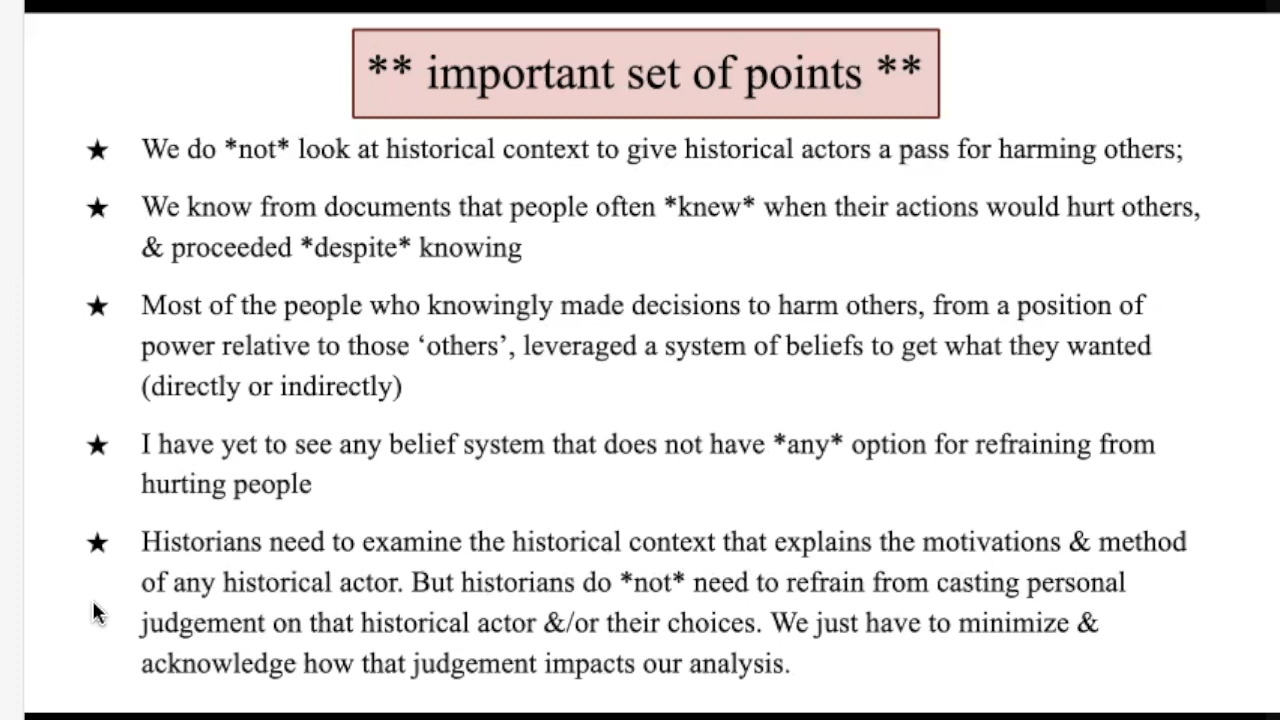 ** important set of points **
★ We do *not* look at historical context to give historical actors a pass for harming others;
★ We know from documents that people often *knew* when their actions would hurt others,
& proceeded *despite* knowing
★ Most of the people who knowingly made decisions to harm others, from a position of
power relative to those ‘others’, leveraged a system of beliefs to get what they wanted
(directly or indirectly)
★ I have yet to see any belief system that does not have *any* option for refraining from
hurting people
★ Historians need to examine the historical context that explains the motivations & method
of any historical actor. But historians do *not* need to refrain from casting personal
judgement on that historical actor &/or their choices. We just have to minimize &
acknowledge how that judgement impacts our analysis.